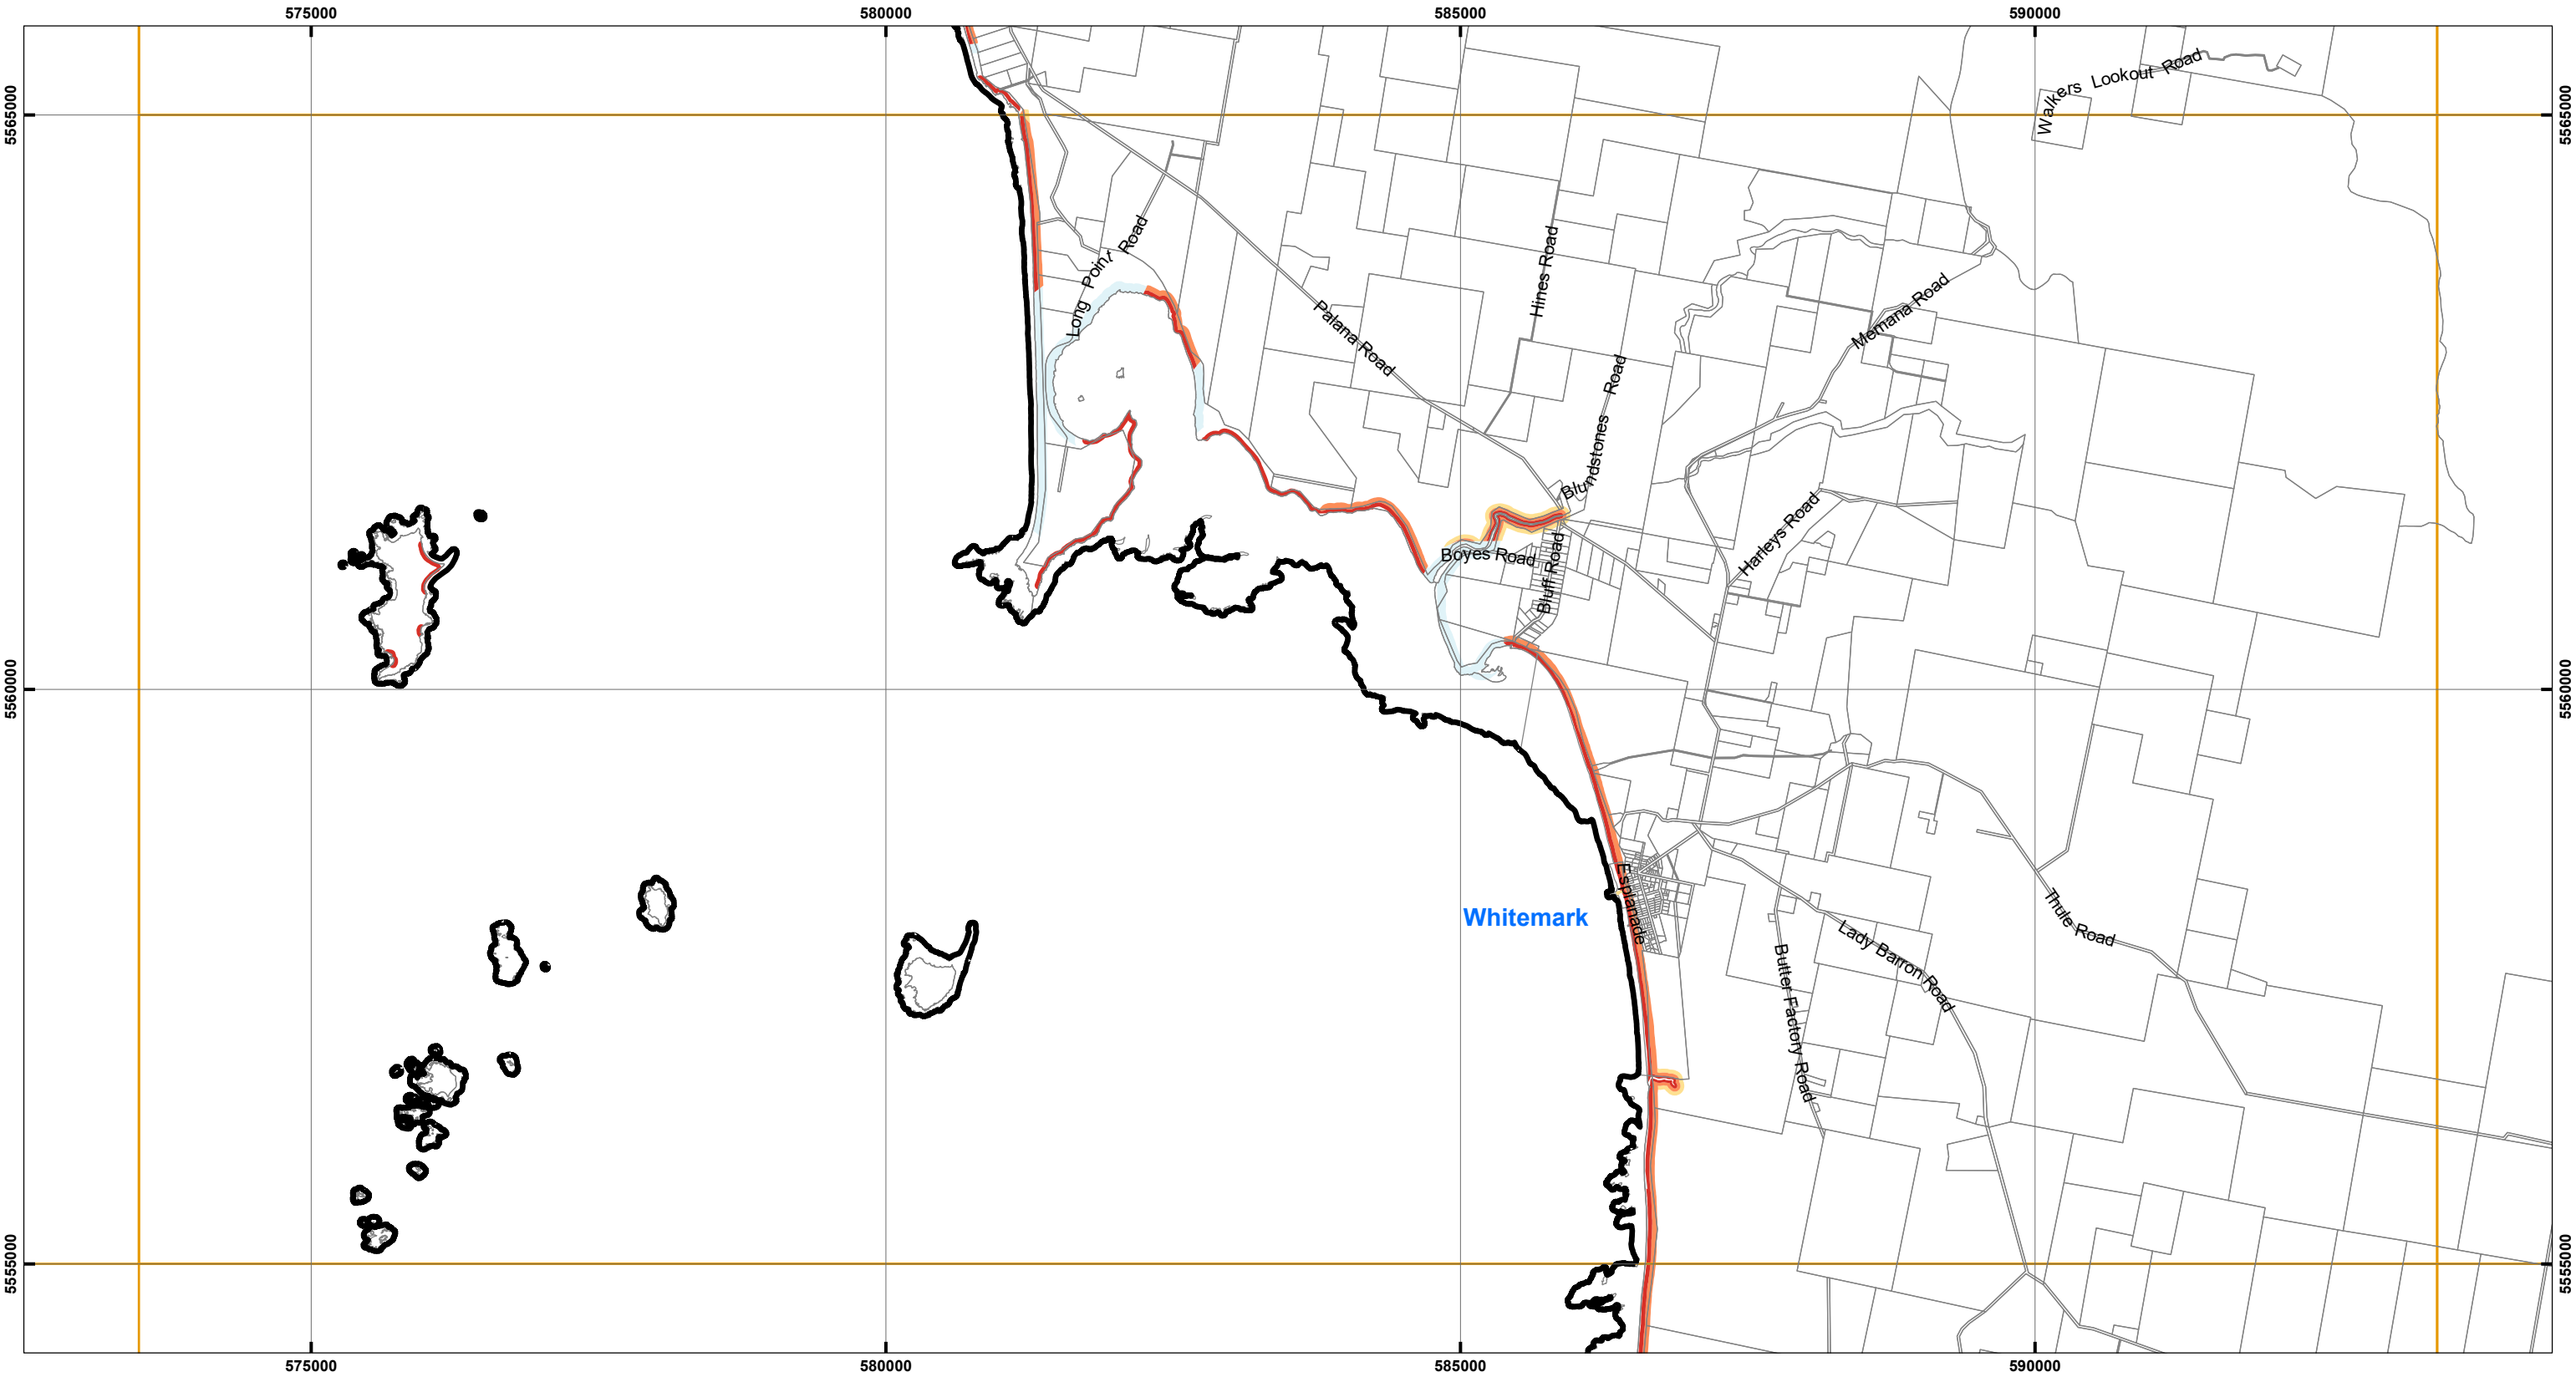 575000
580000
585000
590000
Walkers Lookout Road
5565000
5565000
Long Point Road
Hines Road
Palana Road
Memana Road
Blundstones Road
Harleys Road
Boyes Road
Bluff Road
5560000
5560000
Esplanade
Whitemark
Thule Road
Lady Barron Road
Butter Factory Road
5555000
5555000
575000
580000
585000
590000